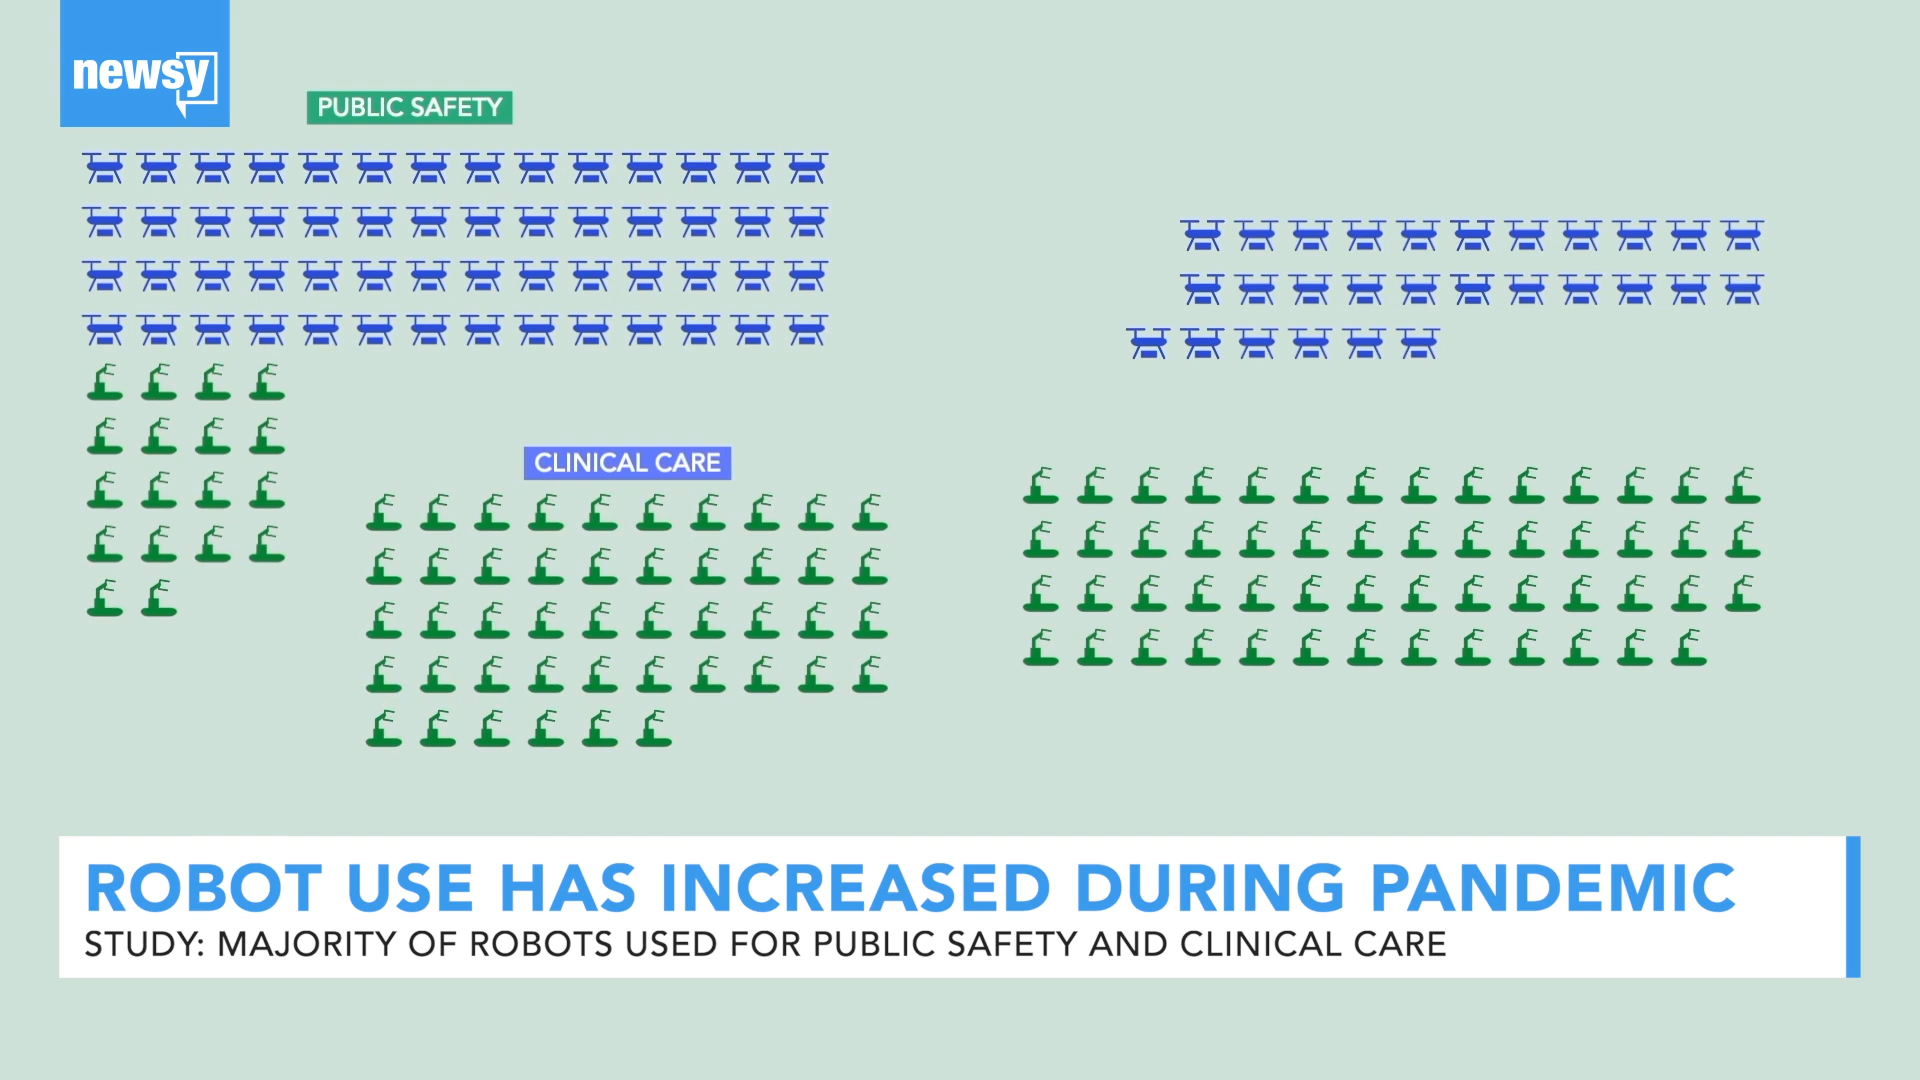 newsy
PUBLIC SAFETY
CLINICAL CARE
ROBOT USE HAS INCREASED DURING PANDEMIC
STUDY: MAJORITY OF ROBOTS USED FOR PUBLIC SAFETY AND CLINICAL CARE